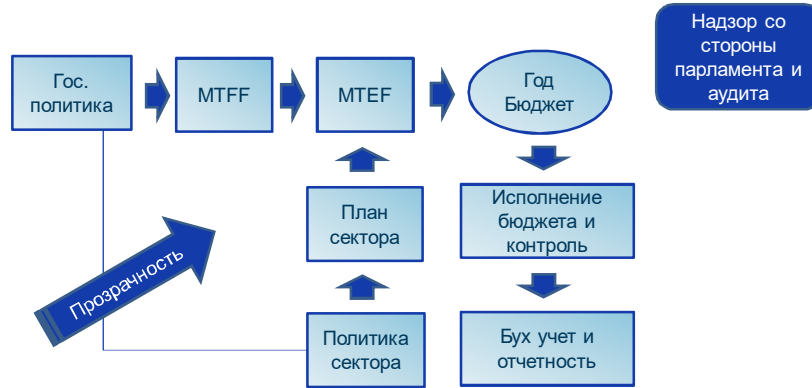 Надзор со
стороны
парламента и
аудита
Гос.
политика
MTFF
MTEF
Год
Бюджет
План
сектора
Исполнение
бюджета и
контроль
Прозрачность
Политика
сектора
Бух учет и
отчетность